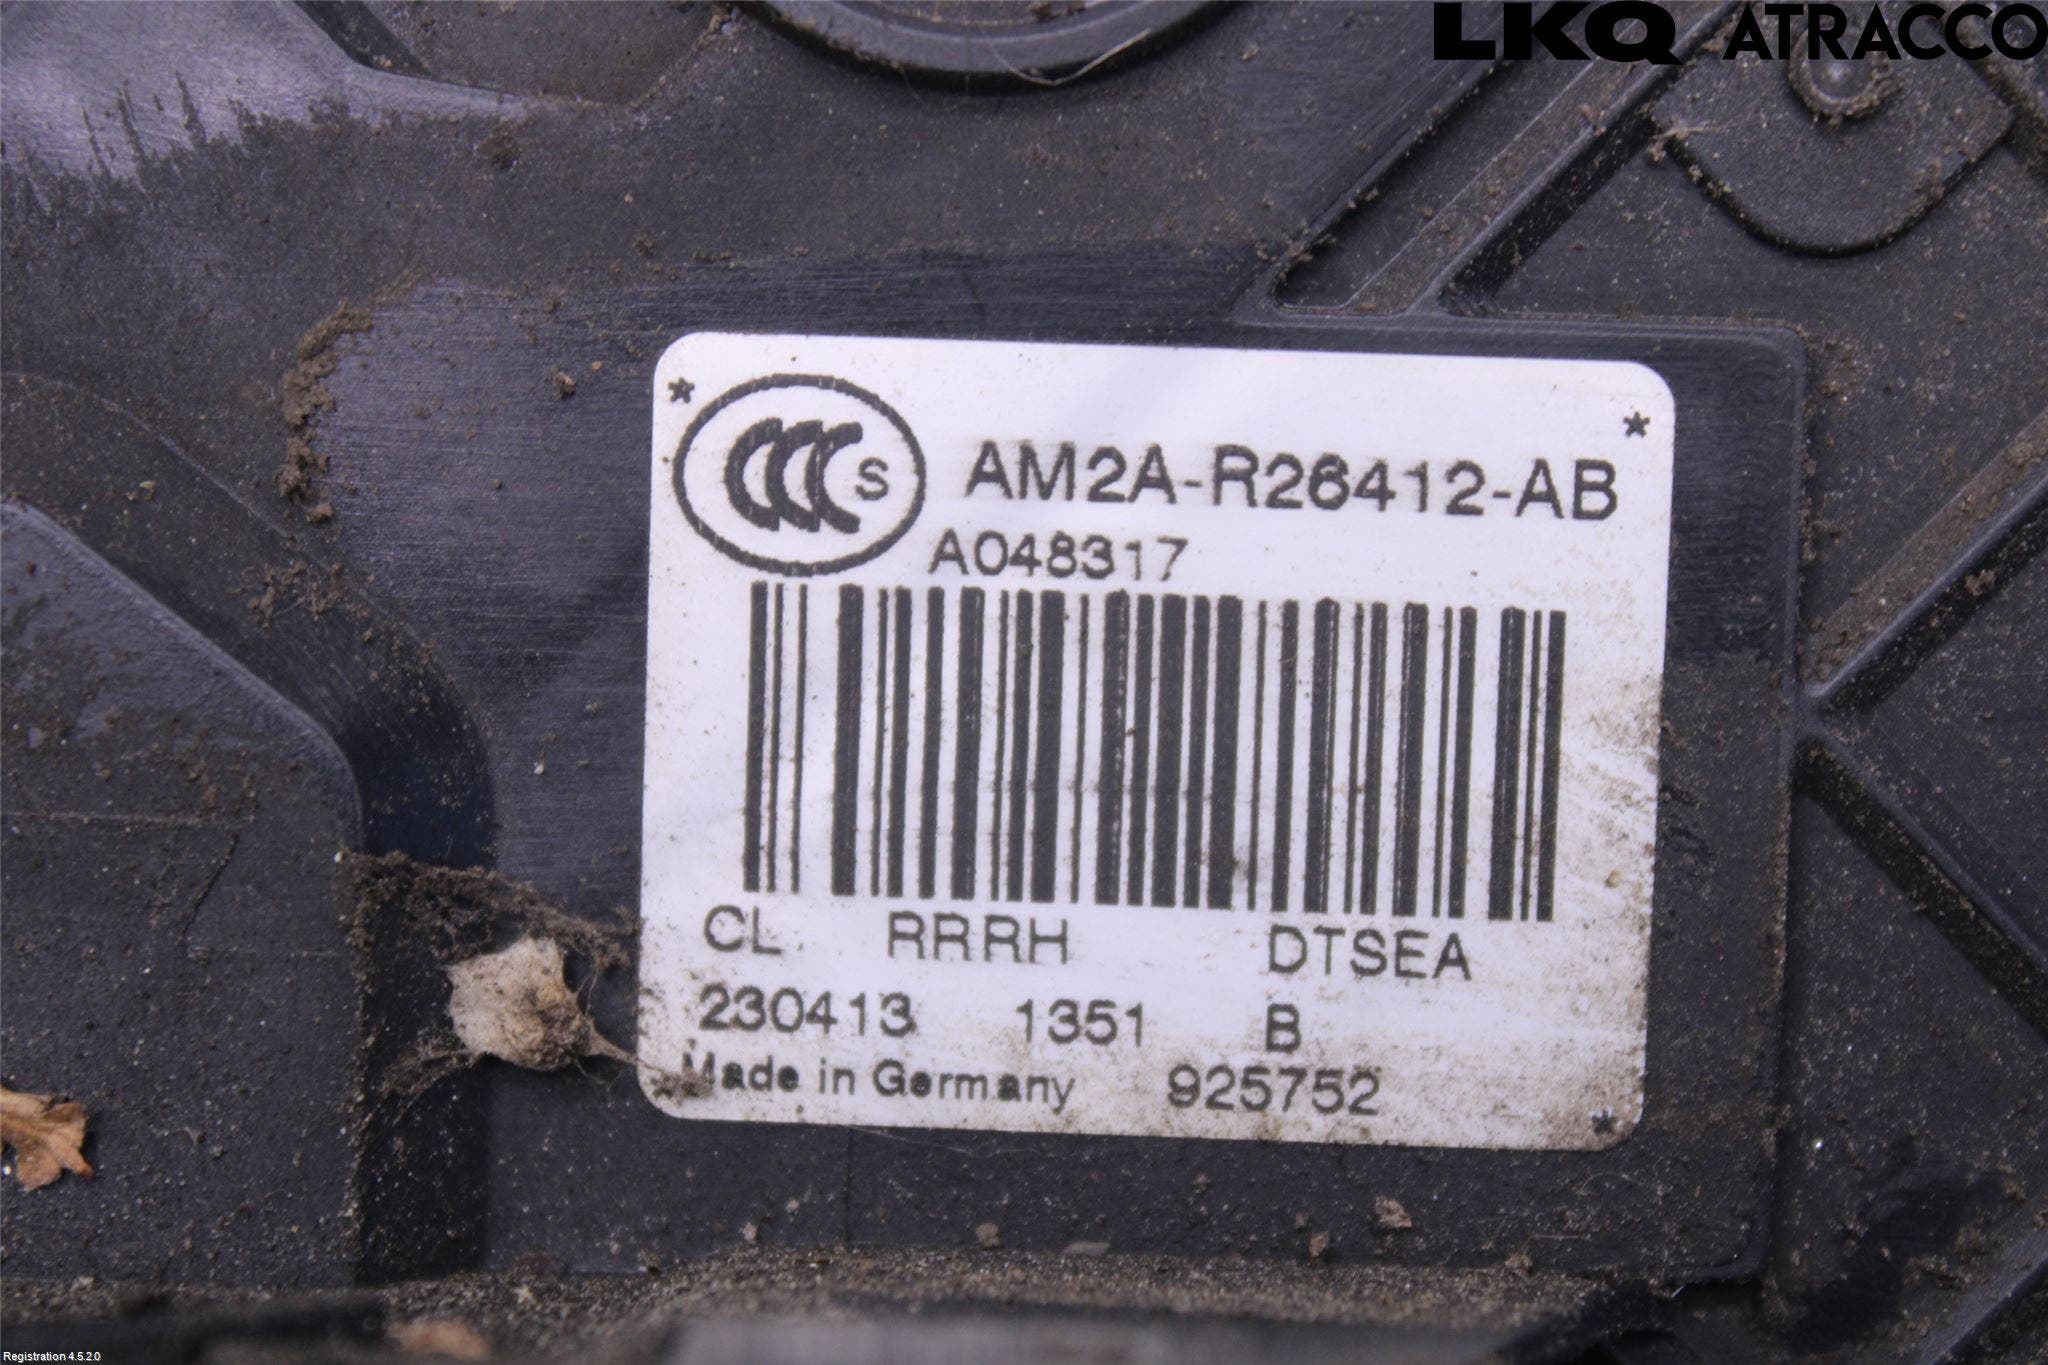 LKQ ATRACCO
* *
CCC S AM2A-R26412-AB
A048317
CL RRRH DTSEA
230413 1351 B
Made in Germany 925752
*
Registration 4.5.2.0